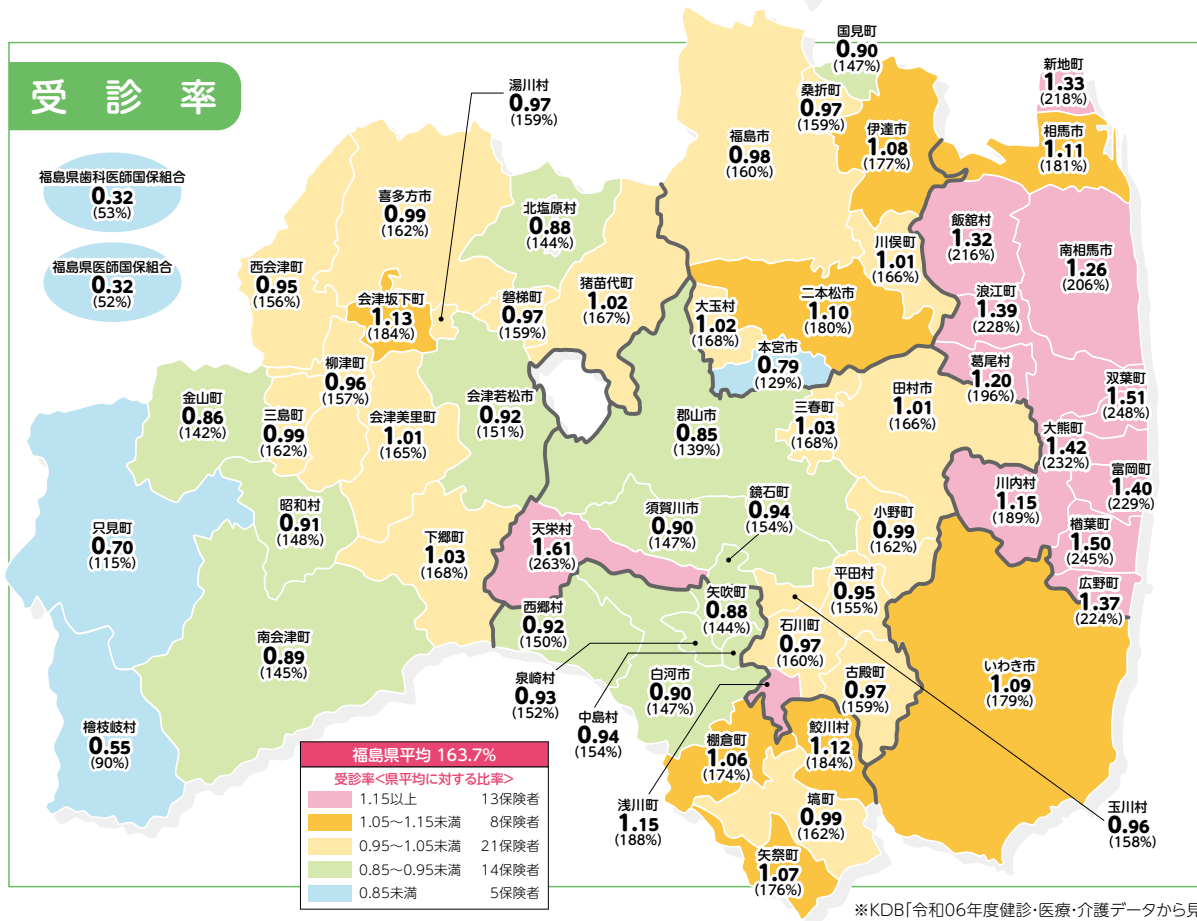 受診率
福島県歯科医師国保組合
0.32
(53%)
福島県医師国保組合
0.32
(52%)
湯川村
0.97
(159%)
喜多方市
0.99
(162%)
北塩原村
0.88
(144%)
西会津町
0.95
(156%)
会津坂下町
1.13
(184%)
磐梯町
0.97
(159%)
猪苗代町
1.02
(167%)
柳津町
0.96
(157%)
金山町
0.86
(142%)
三島町
0.99
(162%)
会津美里町
1.01
(165%)
会津若松市
0.92
(151%)
只見町
0.70
(115%)
昭和村
0.91
(148%)
下郷町
1.03
(168%)
南会津町
0.89
(145%)
檜枝岐村
0.55
(90%)
国見町
0.90
(147%)
桑折町
0.97
(159%)
福島市
0.98
(160%)
伊達市
1.08
(177%)
川俣町
1.01
(166%)
二本松市
1.10
(180%)
大玉村
1.02
(168%)
本宮市
0.79
(129%)
新地町
1.33
(218%)
相馬市
1.11
(181%)
飯舘村
1.32
(216%)
南相馬市
1.26
(206%)
浪江町
1.39
(228%)
葛尾村
1.20
(196%)
双葉町
1.51
(248%)
大熊町
1.42
(232%)
富岡町
1.40
(229%)
川内村
1.15
(189%)
楢葉町
1.50
(245%)
広野町
1.37
(224%)
郡山市
0.85
(139%)
三春町
1.03
(168%)
田村市
1.01
(166%)
須賀川市
0.90
(147%)
鏡石町
0.94
(154%)
小野町
0.99
(162%)
天栄村
1.61
(263%)
平田村
0.95
(155%)
西郷村
0.92
(150%)
矢吹町
0.88
(144%)
石川町
0.97
(160%)
古殿町
0.97
(159%)
泉崎村
0.93
(152%)
中島村
0.94
(154%)
白河市
0.90
(147%)
いわき市
1.09
(179%)
棚倉町
1.06
(174%)
鮫川村
1.12
(184%)
浅川町
1.15
(188%)
塙町
0.99
(162%)
玉川村
0.96
(158%)
矢祭町
1.07
(176%)
福島県平均 163.7%
受診率<県平均に対する比率>
1.15以上 13保険者
1.05〜1.15未満 8保険者
0.95〜1.05未満 21保険者
0.85〜0.95未満 14保険者
0.85未満 5保険者
※KDB「令和06年度健診・医療・介護データから見